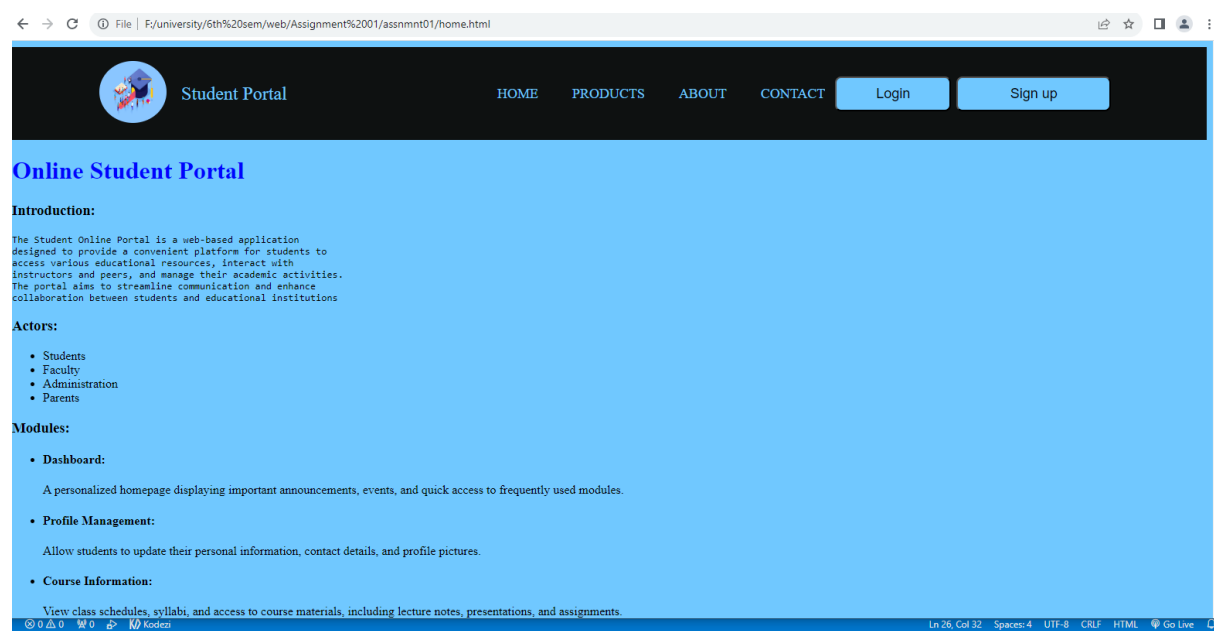 File | F:/university/6th%20sem/web/Assignment%2001/assnmnt01/home.html
Student Portal HOME PRODUCTS ABOUT CONTACT Login Sign up
Online Student Portal
Introduction:
The Student Online Portal is a web-based application
designed to provide a convenient platform for students to
access various educational resources, interact with
instructors and peers, and manage their academic activities.
The portal aims to streamline communication and enhance
collaboration between students and educational institutions
Actors:
• Students
• Faculty
• Administration
• Parents
Modules:
• Dashboard:
A personalized homepage displaying important announcements, events, and quick access to frequently used modules.
• Profile Management:
Allow students to update their personal information, contact details, and profile pictures.
• Course Information:
View class schedules, syllabi, and access to course materials, including lecture notes, presentations, and assignments.
0 0 0 Kodezi Ln 26, Col 32 Spaces: 4 UTF-8 CRLF HTML Go Live